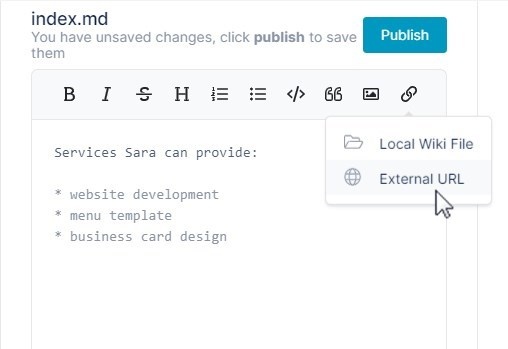 index.md
You have unsaved changes, click publish to save
them
Publish
B I S H </>
Local Wiki File
External URL
Services Sara can provide:
* website development
* menu template
* business card design